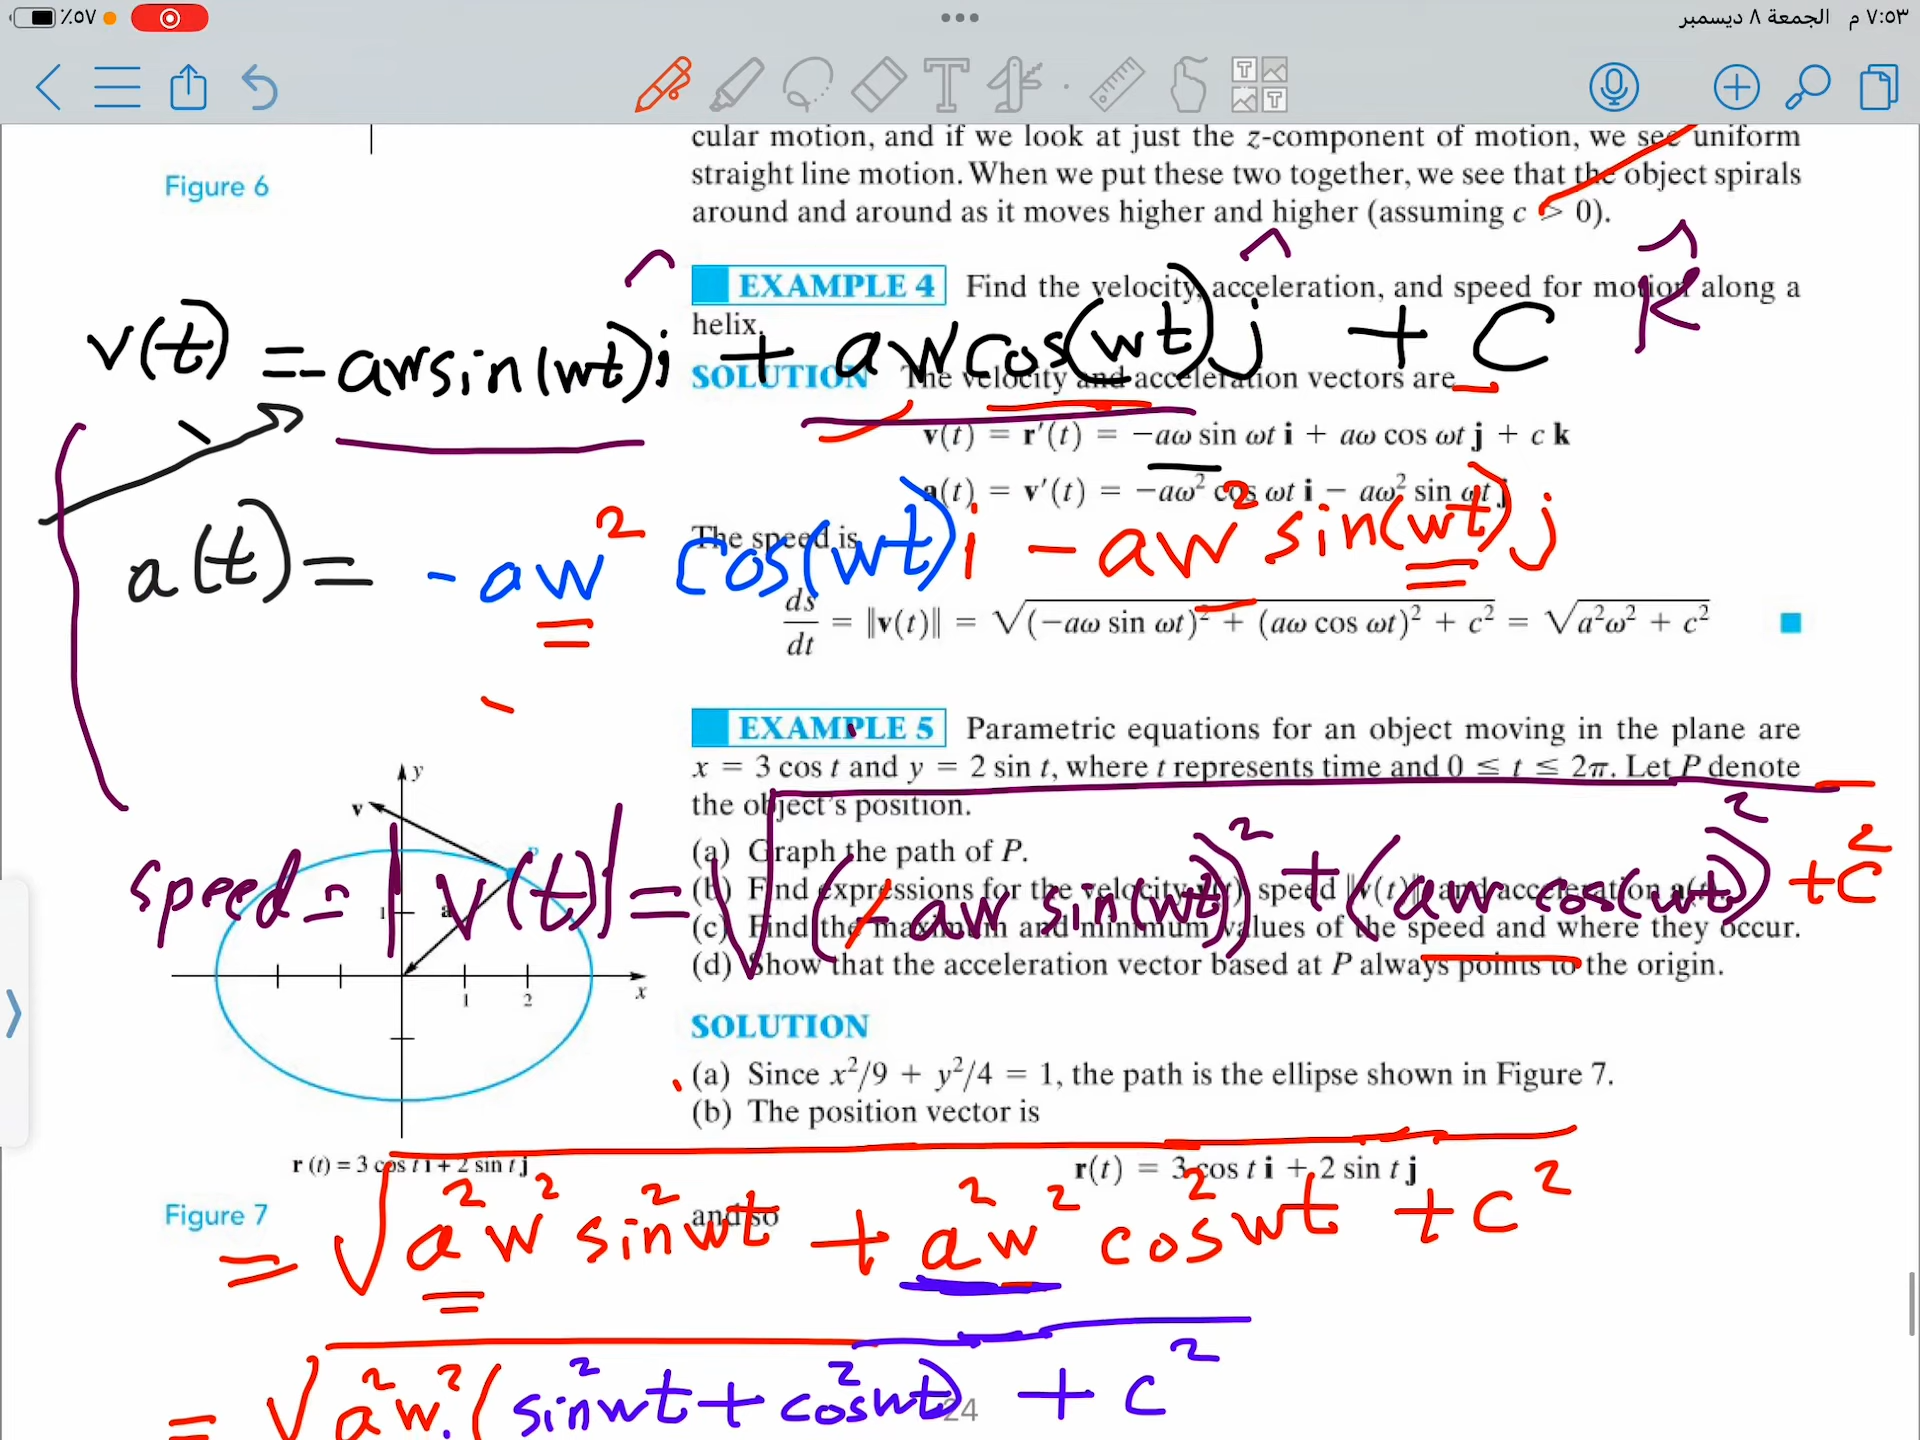 ٪٥٧
٧:٥٣ م الجمعة ٨ ديسمبر
cular motion, and if we look at just the z-component of motion, we see uniform
straight line motion. When we put these two together, we see that the object spirals
around and around as it moves higher and higher (assuming c > 0).
Figure 6
EXAMPLE 4 Find the velocity, acceleration, and speed for motion along a
helix.
v(t) = -awsin(wt)i + aw cos(wt)j + C K
SOLUTION The velocity and acceleration vectors are
v(t) = r′(t) = −aω sin ωt i + aω cos ωt j + c k
a(t) = v′(t) = −aω² cos ωt i − aω² sin ωt j
a(t) = -aw² cos(wt)i - aw² sin(wt)j
The speed is
ds/dt = ‖v(t)‖ = √((−aω sin ωt)² + (aω cos ωt)² + c²) = √(a²ω² + c²)
EXAMPLE 5 Parametric equations for an object moving in the plane are
x = 3 cos t and y = 2 sin t, where t represents time and 0 ≤ t ≤ 2π. Let P denote
the object's position.
(a) Graph the path of P.
(b) Find expressions for the velocity v(t), speed ‖v(t)‖, and acceleration a(t).
(c) Find the maximum and minimum values of the speed and where they occur.
(d) Show that the acceleration vector based at P always points to the origin.
speed = |v(t)| = √((-aw sin(wt))² + (aw cos(wt))² + c²)
y
v
P
1
a
1 2 x
SOLUTION
(a) Since x²/9 + y²/4 = 1, the path is the ellipse shown in Figure 7.
(b) The position vector is
r (t) = 3 cos t i + 2 sin t j
r(t) = 3 cos t i + 2 sin t j
Figure 7
and so
= √(a²w² sin²wt + a²w² cos²wt + c²)
= √(a²w²(sin²wt + cos²wt) + c²)
24